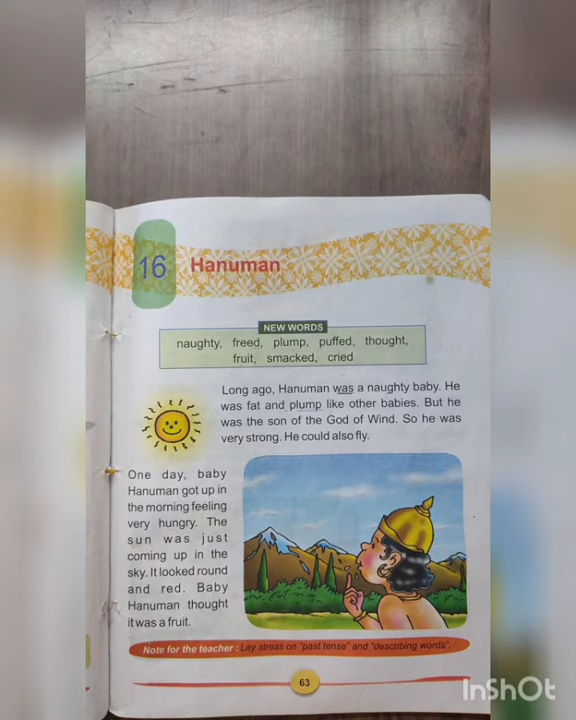 16 Hanuman
NEW WORDS
naughty, freed, plump, puffed, thought,
fruit, smacked, cried
Long ago, Hanuman was a naughty baby. He
was fat and plump like other babies. But he
was the son of the God of Wind. So he was
very strong. He could also fly.
One day, baby
Hanuman got up in
the morning feeling
very hungry. The
sun was just
coming up in the
sky. It looked round
and red. Baby
Hanuman thought
it was a fruit.
Note for the teacher : Lay stress on "past tense" and "describing words".
63
InShOt